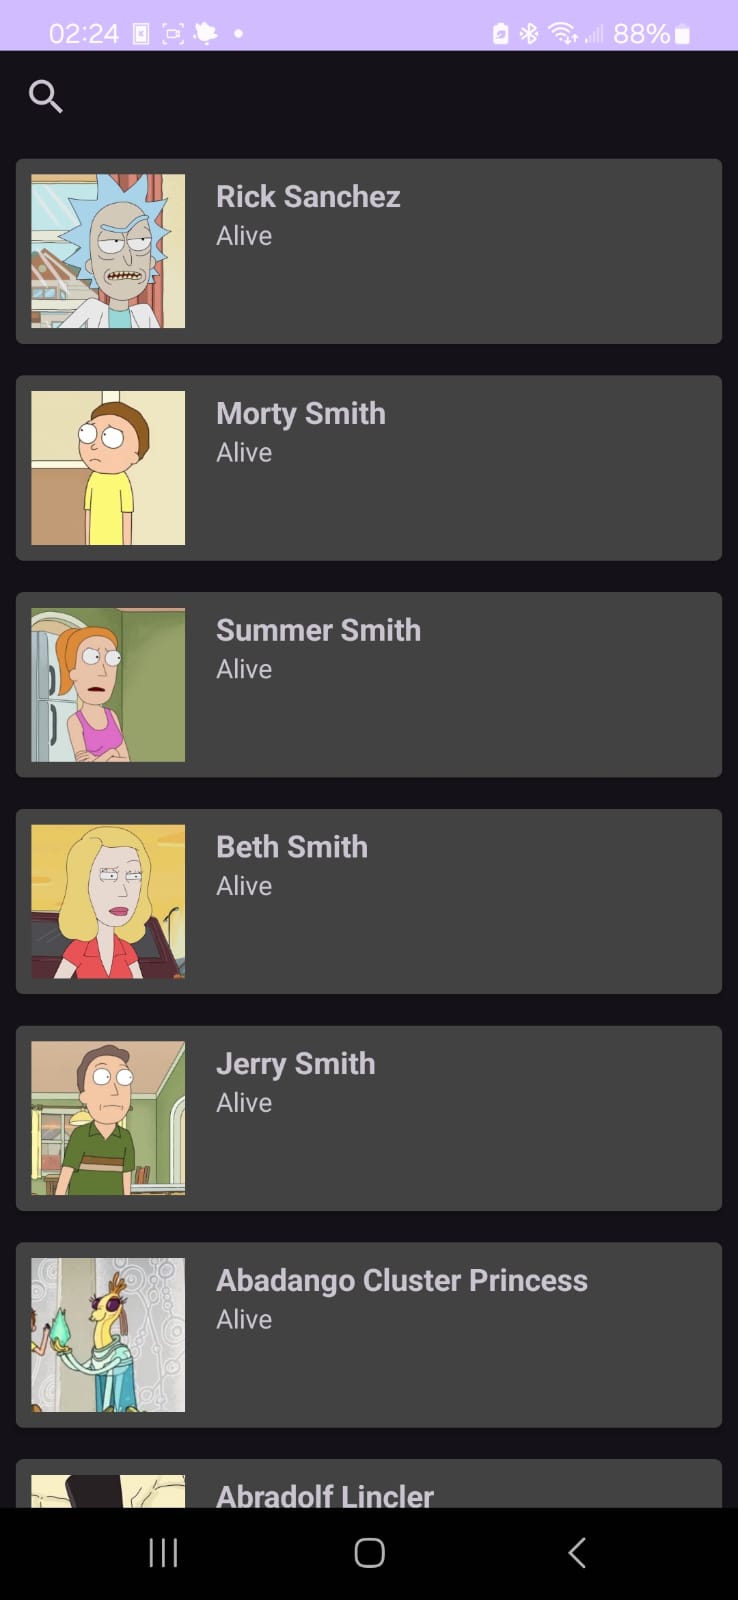 02:24 88%
Rick Sanchez
Alive
Morty Smith
Alive
Summer Smith
Alive
Beth Smith
Alive
Jerry Smith
Alive
Abadango Cluster Princess
Alive
Abradolf Lincler